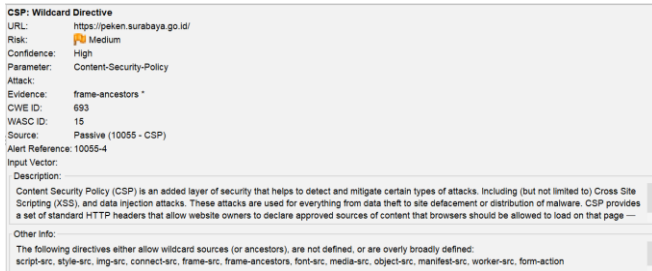 CSP: Wildcard Directive
URL: https://peken.surabaya.go.id/
Risk: Medium
Confidence: High
Parameter: Content-Security-Policy
Attack:
Evidence: frame-ancestors *
CWE ID: 693
WASC ID: 15
Source: Passive (10055 - CSP)
Alert Reference: 10055-4
Input Vector:
Description:
Content Security Policy (CSP) is an added layer of security that helps to detect and mitigate certain types of attacks. Including (but not limited to) Cross Site
Scripting (XSS), and data injection attacks. These attacks are used for everything from data theft to site defacement or distribution of malware. CSP provides
a set of standard HTTP headers that allow website owners to declare approved sources of content that browsers should be allowed to load on that page —
Other Info:
The following directives either allow wildcard sources (or ancestors), are not defined, or are overly broadly defined:
script-src, style-src, img-src, connect-src, frame-src, frame-ancestors, font-src, media-src, object-src, manifest-src, worker-src, form-action